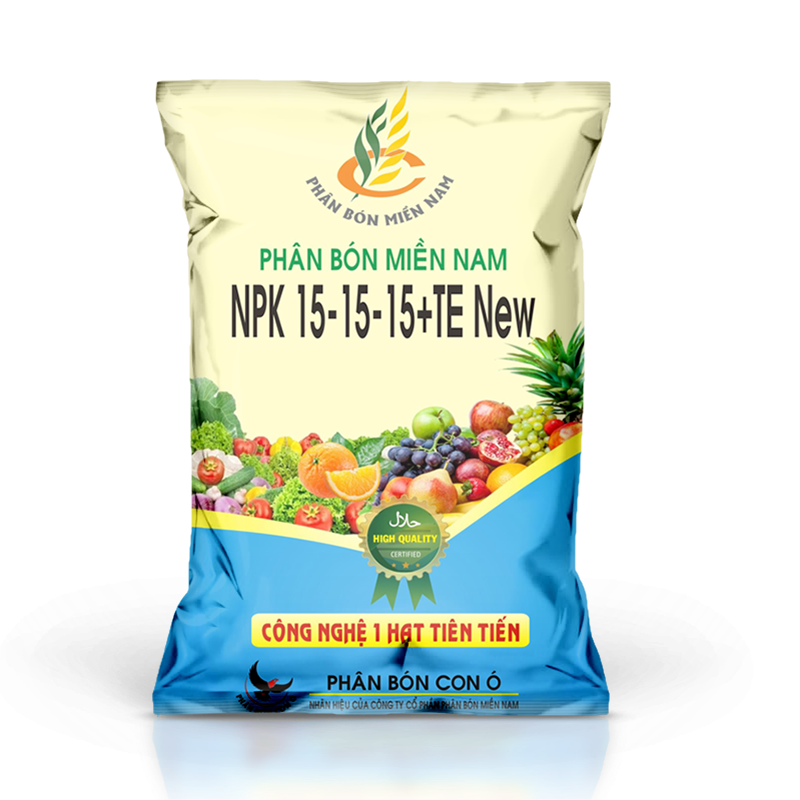 PHÂN BÓN MIỀN NAM
PHÂN BÓN MIỀN NAM
NPK 15-15-15+TE New
حلال
HIGH QUALITY
CERTIFIED
CÔNG NGHỆ 1 HẠT TIÊN TIẾN
PHÂN BÓN CON Ó
NHÃN HIỆU CỦA CÔNG TY CỔ PHẦN PHÂN BÓN MIỀN NAM